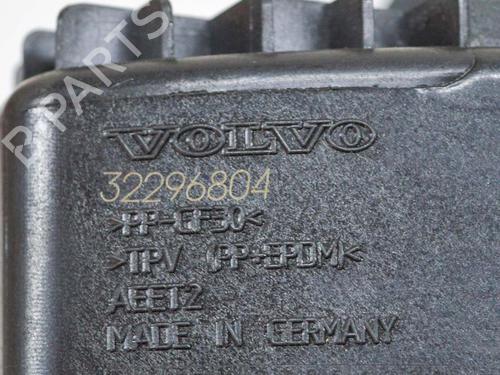 B-PARTS
VOLVO
32296804
>PP-GF30<
>TPV (PP+EPDM)<
AEET2
MADE IN GERMANY